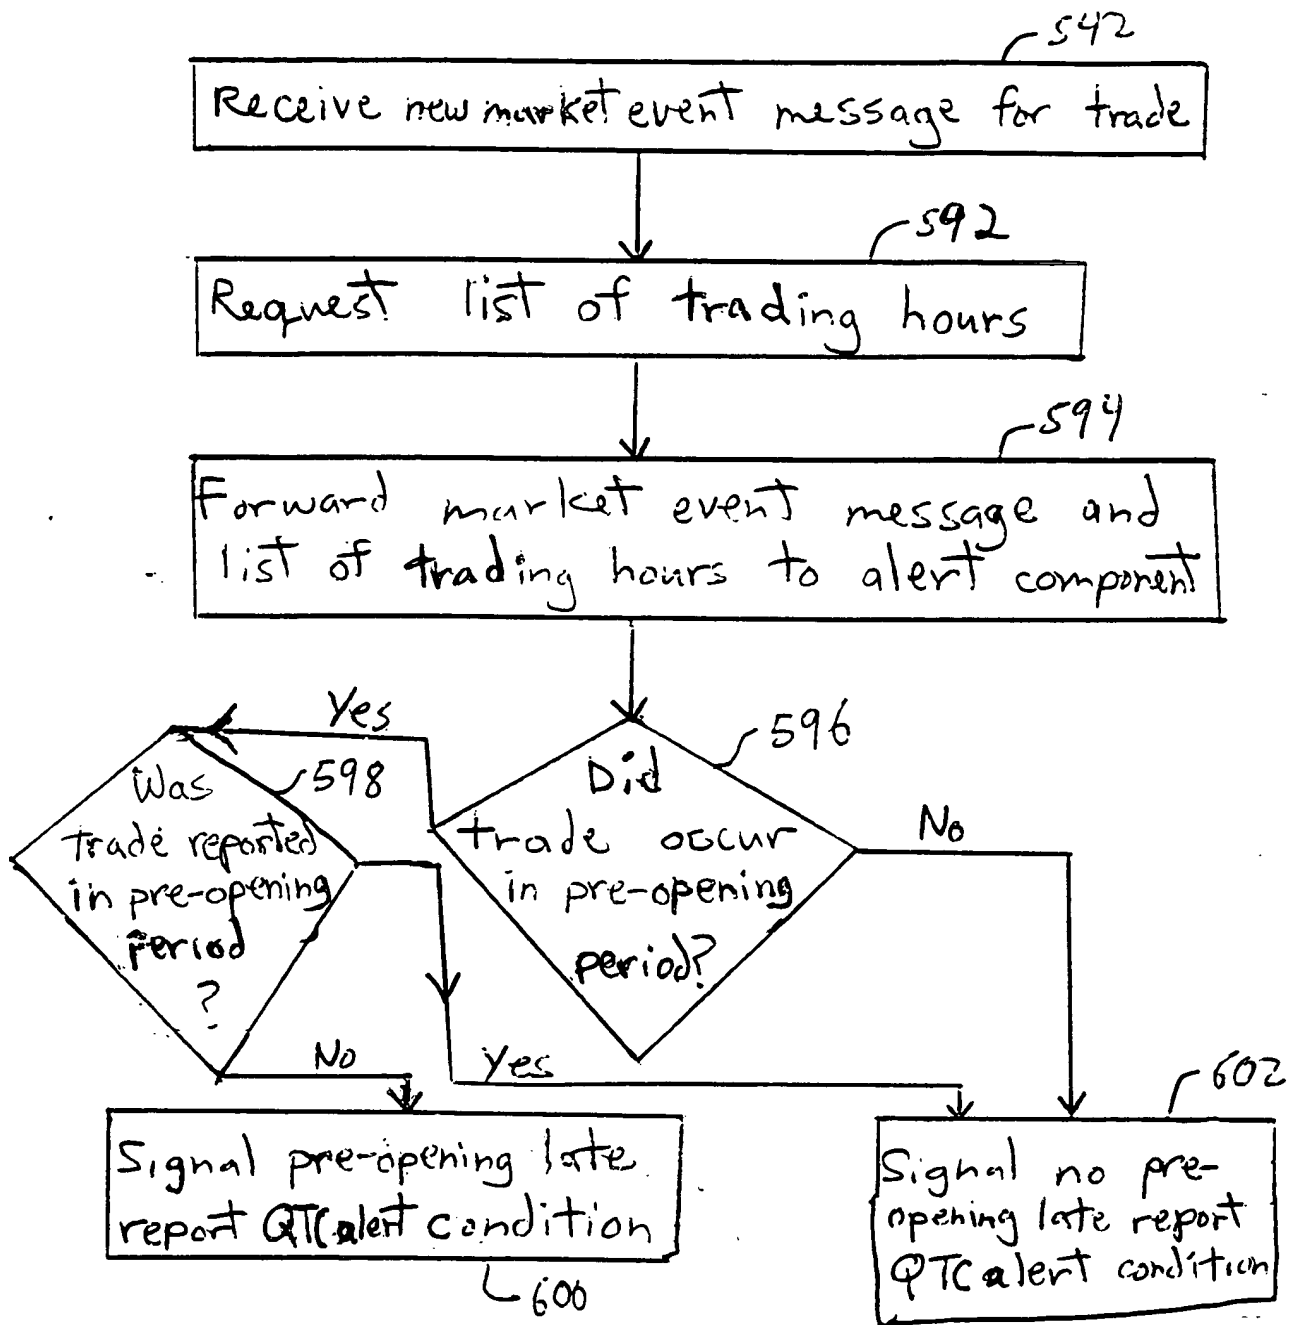 542
Receive new market event message for trade
592
Request list of trading hours
594
Forward market event message and
list of trading hours to alert component
Yes
596
598
Did
trade occur
in pre-opening
period?
No
Was
trade reported
in pre-opening
period
?
No
Yes
602
Signal pre-opening late
report QTC alert condition
600
Signal no pre-
opening late report
QTC alert condition